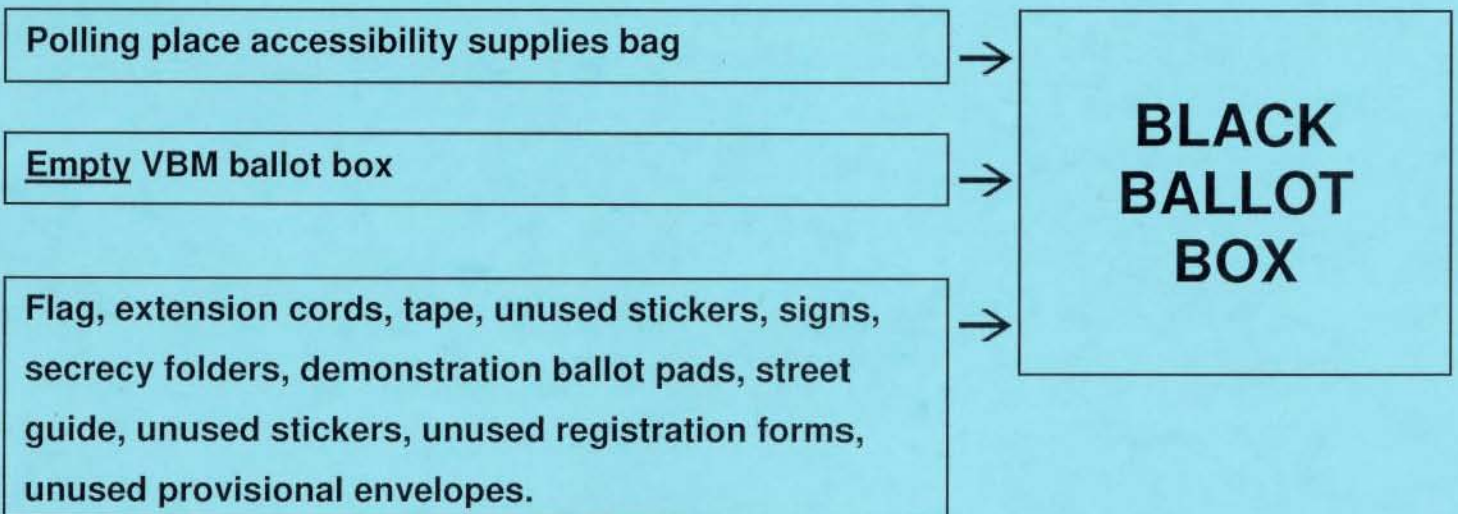 Polling place accessibility supplies bag
Empty VBM ballot box
Flag, extension cords, tape, unused stickers, signs,
secrecy folders, demonstration ballot pads, street
guide, unused stickers, unused registration forms,
unused provisional envelopes.
BLACK
BALLOT
BOX